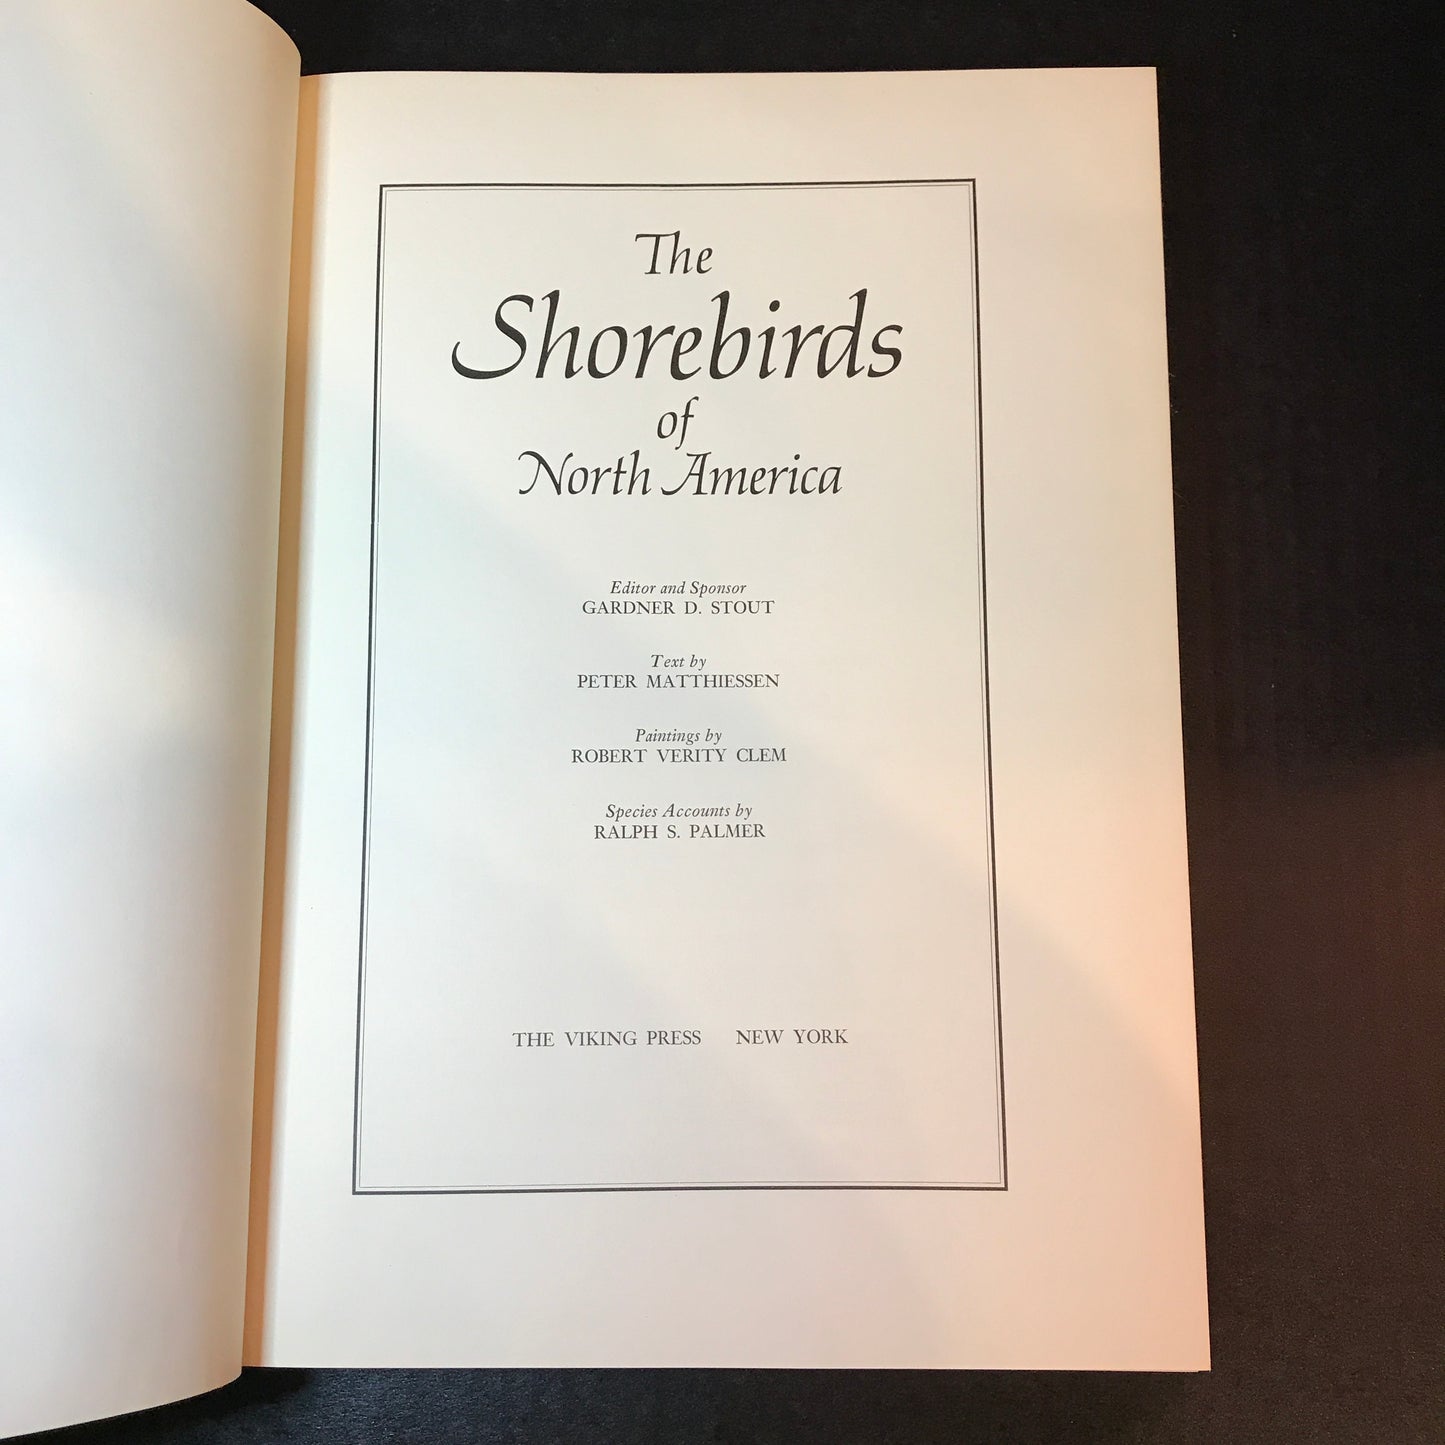 The
Shorebirds
of
North America
Editor and Sponsor
GARDNER D. STOUT
Text by
PETER MATTHIESSEN
Paintings by
ROBERT VERITY CLEM
Species Accounts by
RALPH S. PALMER
THE VIKING PRESS NEW YORK